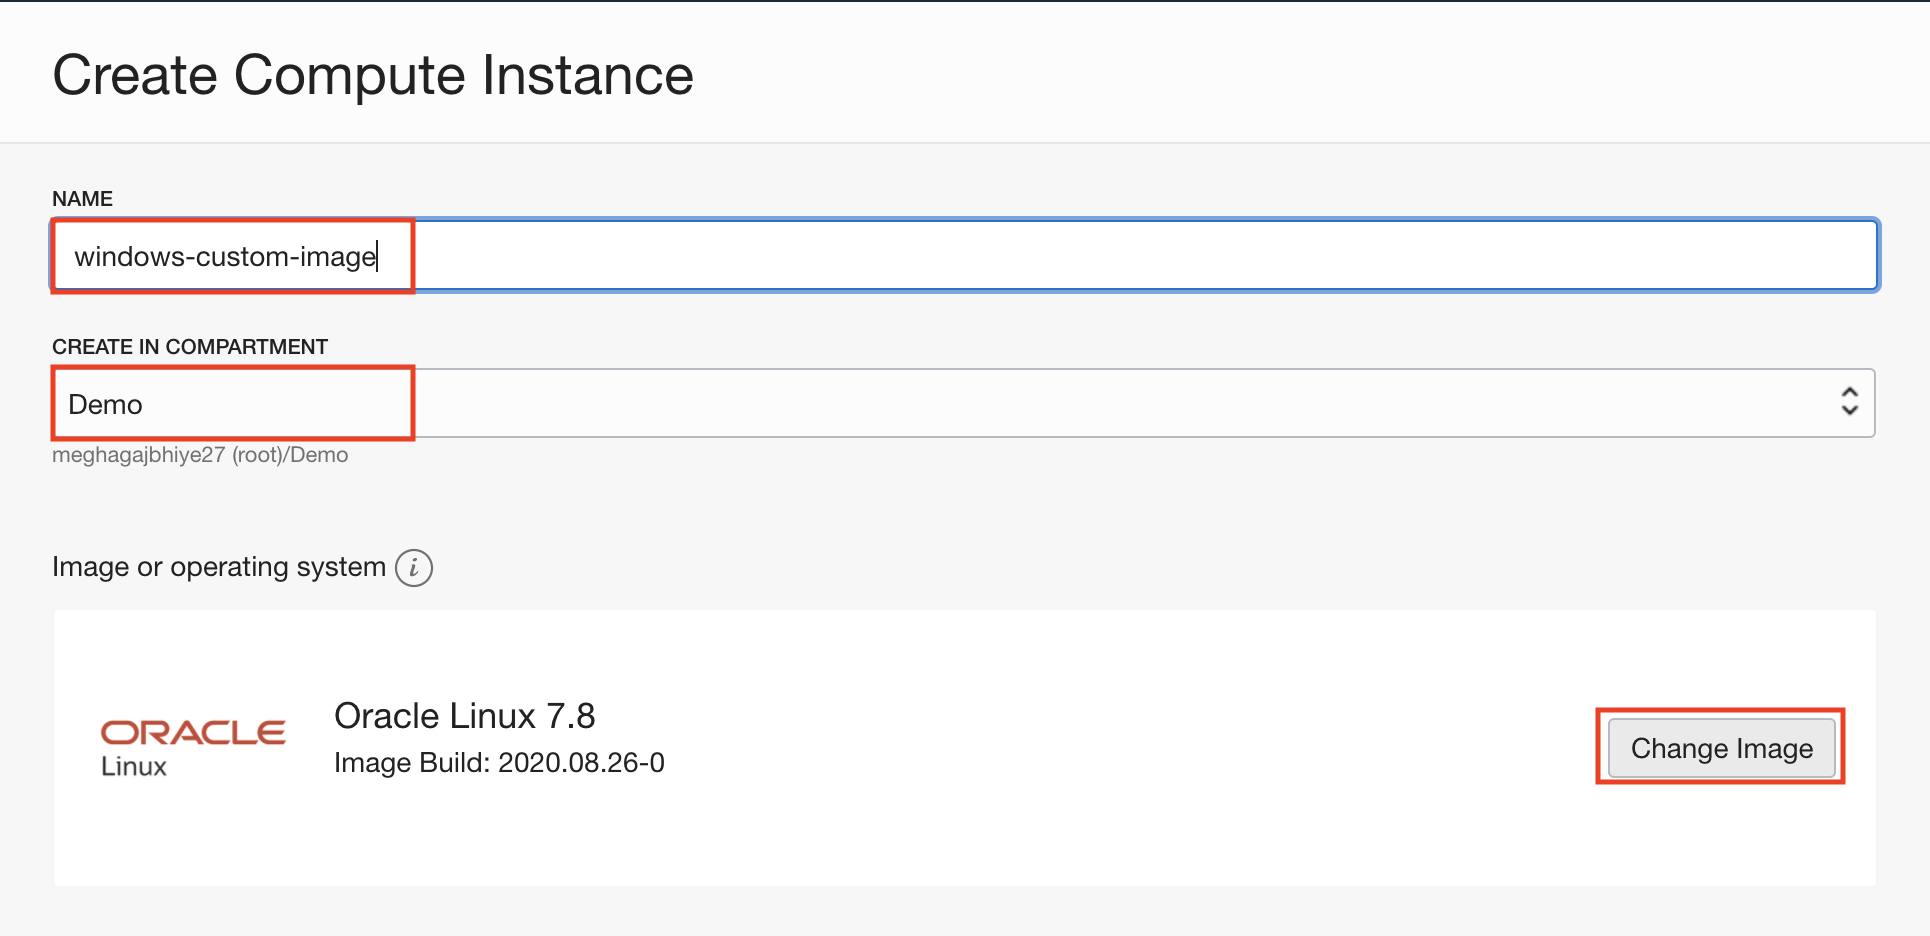 Create Compute Instance
NAME
windows-custom-image
CREATE IN COMPARTMENT
Demo
meghagajbhiye27 (root)/Demo
Image or operating system i
ORACLE
Linux
Oracle Linux 7.8
Image Build: 2020.08.26-0
Change Image